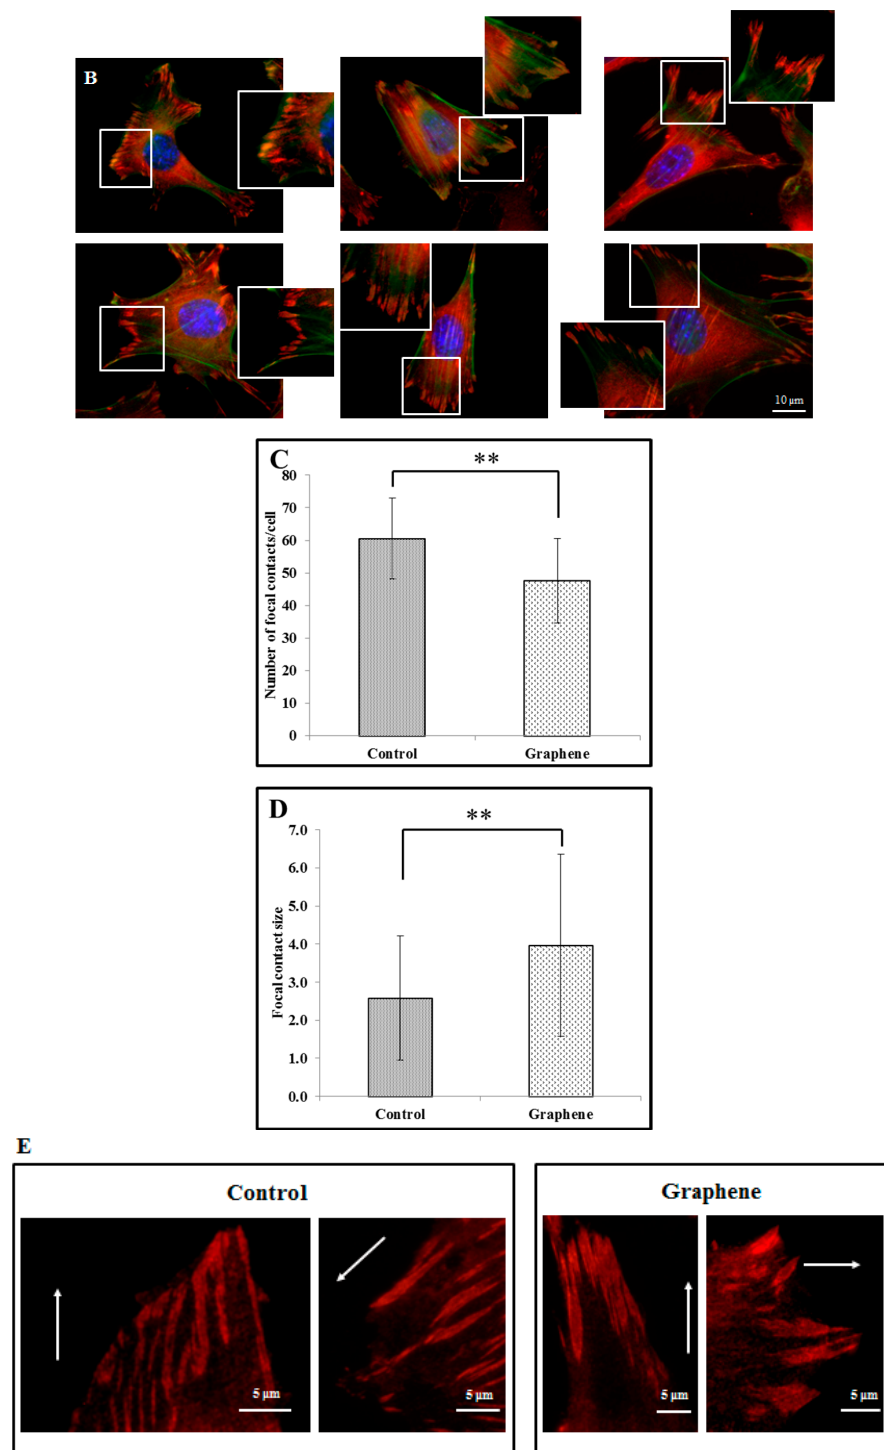 B
10 µm
C
**
Number of focal contacts/cell
80
70
60
50
40
30
20
10
0
Control
Graphene
D
**
Focal contact size
7.0
6.0
5.0
4.0
3.0
2.0
1.0
0.0
Control
Graphene
E
Control
Graphene
5 µm
5 µm
5 µm
5 µm